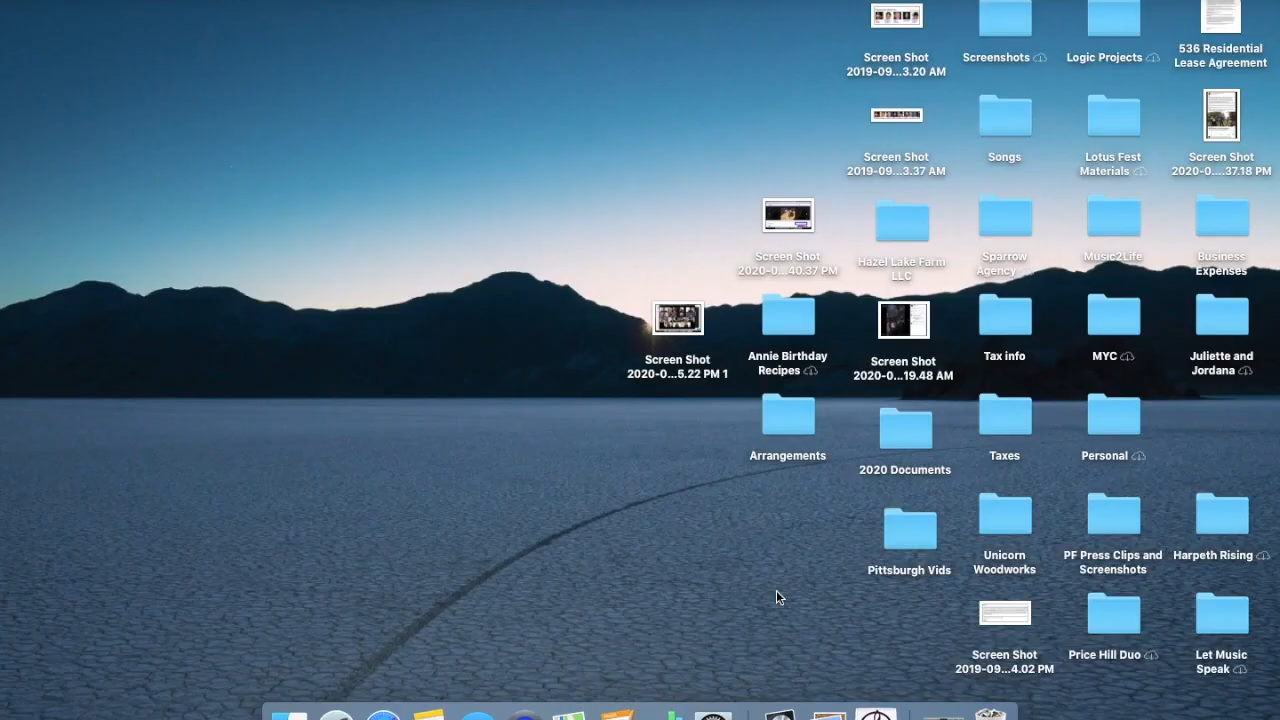 Screen Shot
2019-09...3.20 AM
Screenshots
Logic Projects
536 Residential
Lease Agreement
Screen Shot
2019-09...3.37 AM
Songs
Lotus Fest
Materials
Screen Shot
2020-0....37.18 PM
Screen Shot
2020-0...40.37 PM
Hazel Lake Farm
LLC
Sparrow
Agency
Music2Life
Business
Expenses
Screen Shot
2020-0...5.22 PM 1
Annie Birthday
Recipes
Screen Shot
2020-0...19.48 AM
Tax info
MYC
Juliette and
Jordana
Arrangements
2020 Documents
Taxes
Personal
Pittsburgh Vids
Unicorn
Woodworks
PF Press Clips and
Screenshots
Harpeth Rising
Screen Shot
2019-09...4.02 PM
Price Hill Duo
Let Music
Speak